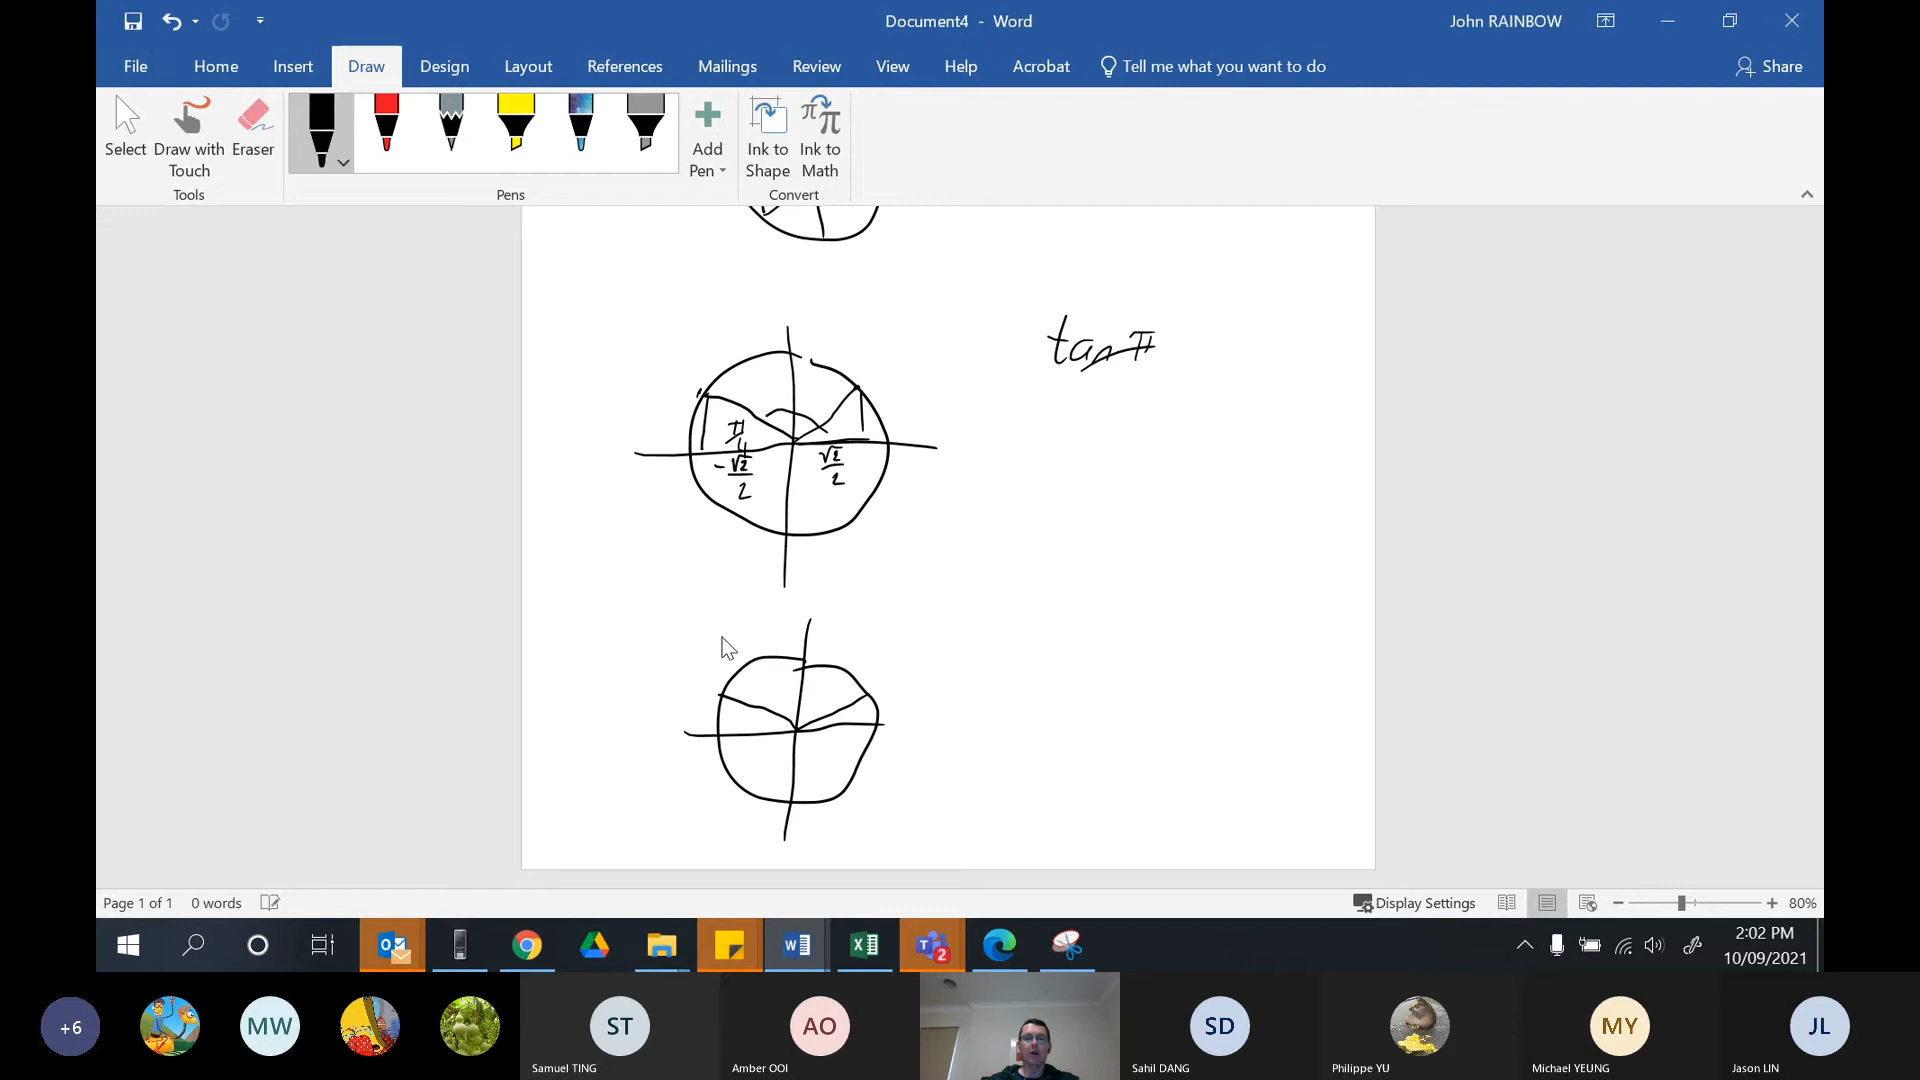 Document4 - Word
John RAINBOW
File Home Insert Draw Design Layout References Mailings Review View Help Acrobat Tell me what you want to do Share
Select Draw with Touch Eraser
Add Pen
Ink to Shape
Ink to Math
Tools Pens Convert
tan π
π/4
-√2/2
√2/2
Page 1 of 1 0 words Display Settings 80%
2:02 PM
10/09/2021
2
+6 MW ST AO SD MY JL
Samuel TING Amber OOI Sahil DANG Philippe YU Michael YEUNG Jason LIN